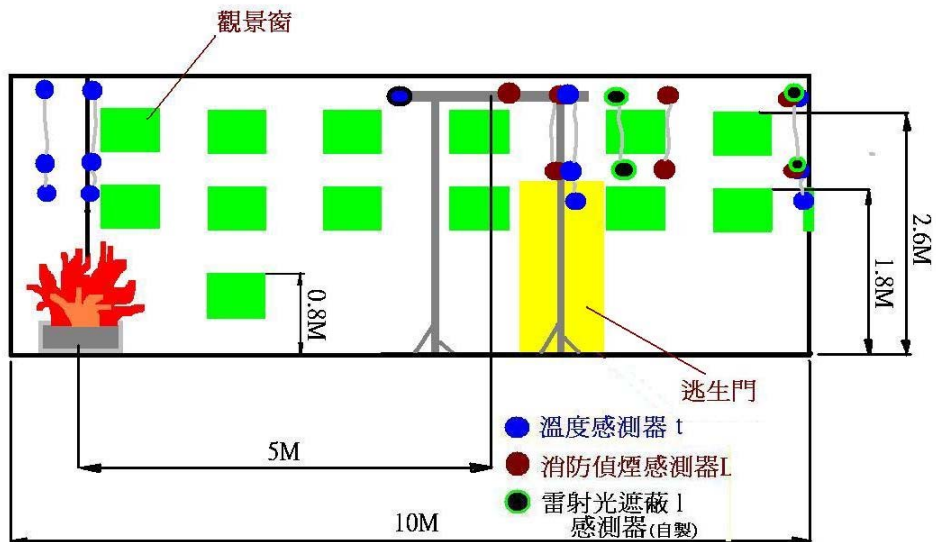 觀景窗
2.6M
1.8M
0.8M
逃生門
5M
溫度感測器 t
消防偵煙感測器L
雷射光遮蔽 l
感測器(自製)
10M